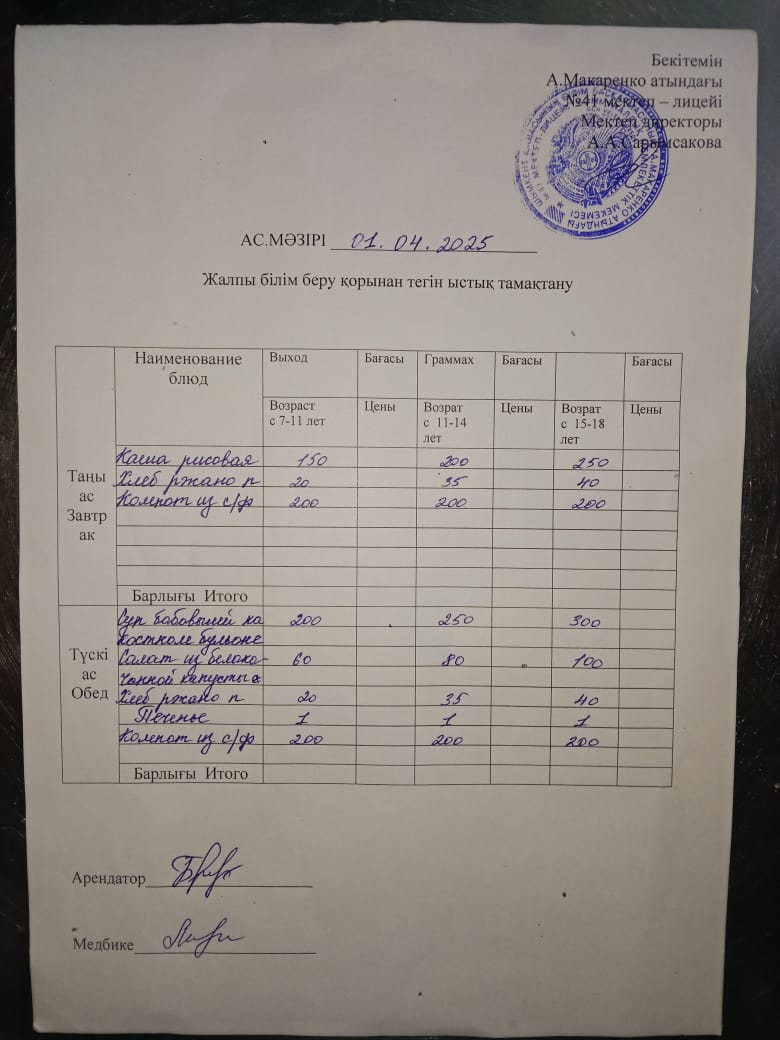 Бекітемін
А.Макаренко атындағы
№41 мектеп – лицейі
Мектеп директоры
А.А.Сарымсакова
АС.МӘЗІРІ 01.04.2025
Жалпы білім беру қорынан тегін ыстық тамақтану
Наименование блюд Выход Бағасы Граммах Бағасы Бағасы
Возраст с 7-11 лет Цены Возрат с 11-14 лет Цены Возрат с 15-18 лет Цены
Таңы ас Завтр ак
Каша рисовая 150 200 250
Хлеб ржано п 20 35 40
Компот из с/ф 200 200 200
Барлығы Итого
Түскі ас Обед
Суп бобовый на 200 250 300
костном бульоне
Салат из белоко- 60 80 100
чанной капусты
Хлеб ржано п 20 35 40
Печенье 1 1 1
Компот из с/ф 200 200 200
Барлығы Итого
Арендатор
Медбике